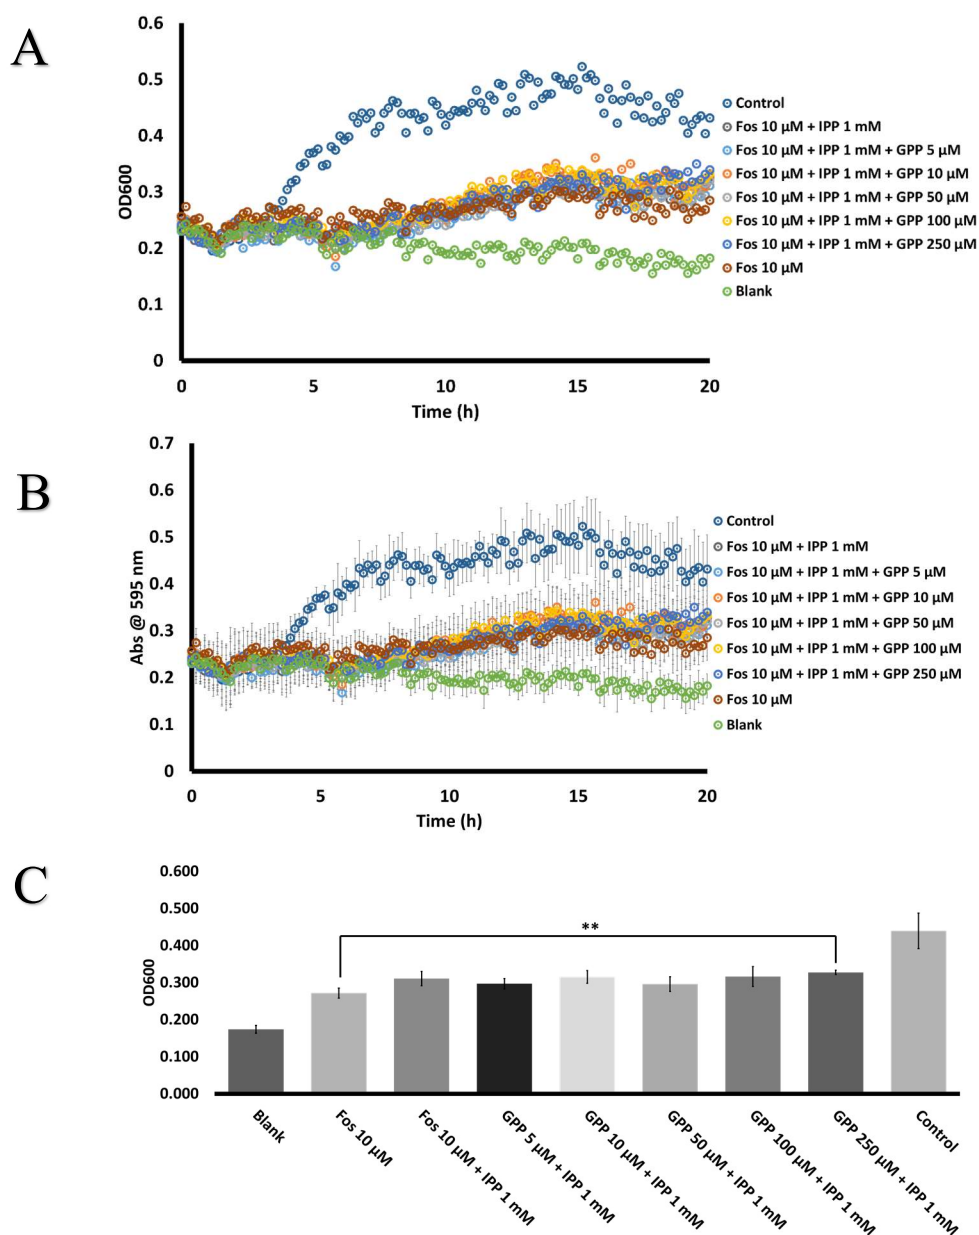 A
0.6
0.5
0.4
0.3
0.2
0.1
0
OD600
0
5
10
15
20
Time (h)
Control
Fos 10 µM + IPP 1 mM
Fos 10 µM + IPP 1 mM + GPP 5 µM
Fos 10 µM + IPP 1 mM + GPP 10 µM
Fos 10 µM + IPP 1 mM + GPP 50 µM
Fos 10 µM + IPP 1 mM + GPP 100 µM
Fos 10 µM + IPP 1 mM + GPP 250 µM
Fos 10 µM
Blank
B
0.7
0.6
0.5
0.4
0.3
0.2
0.1
0
Abs @ 595 nm
0
5
10
15
20
Time (h)
Control
Fos 10 µM + IPP 1 mM
Fos 10 µM + IPP 1 mM + GPP 5 µM
Fos 10 µM + IPP 1 mM + GPP 10 µM
Fos 10 µM + IPP 1 mM + GPP 50 µM
Fos 10 µM + IPP 1 mM + GPP 100 µM
Fos 10 µM + IPP 1 mM + GPP 250 µM
Fos 10 µM
Blank
C
0.600
0.500
0.400
0.300
0.200
0.100
0.000
OD600
**
Blank
Fos 10 µM
Fos 10 µM + IPP 1 mM
GPP 5 µM + IPP 1 mM
GPP 10 µM + IPP 1 mM
GPP 50 µM + IPP 1 mM
GPP 100 µM + IPP 1 mM
GPP 250 µM + IPP 1 mM
Control